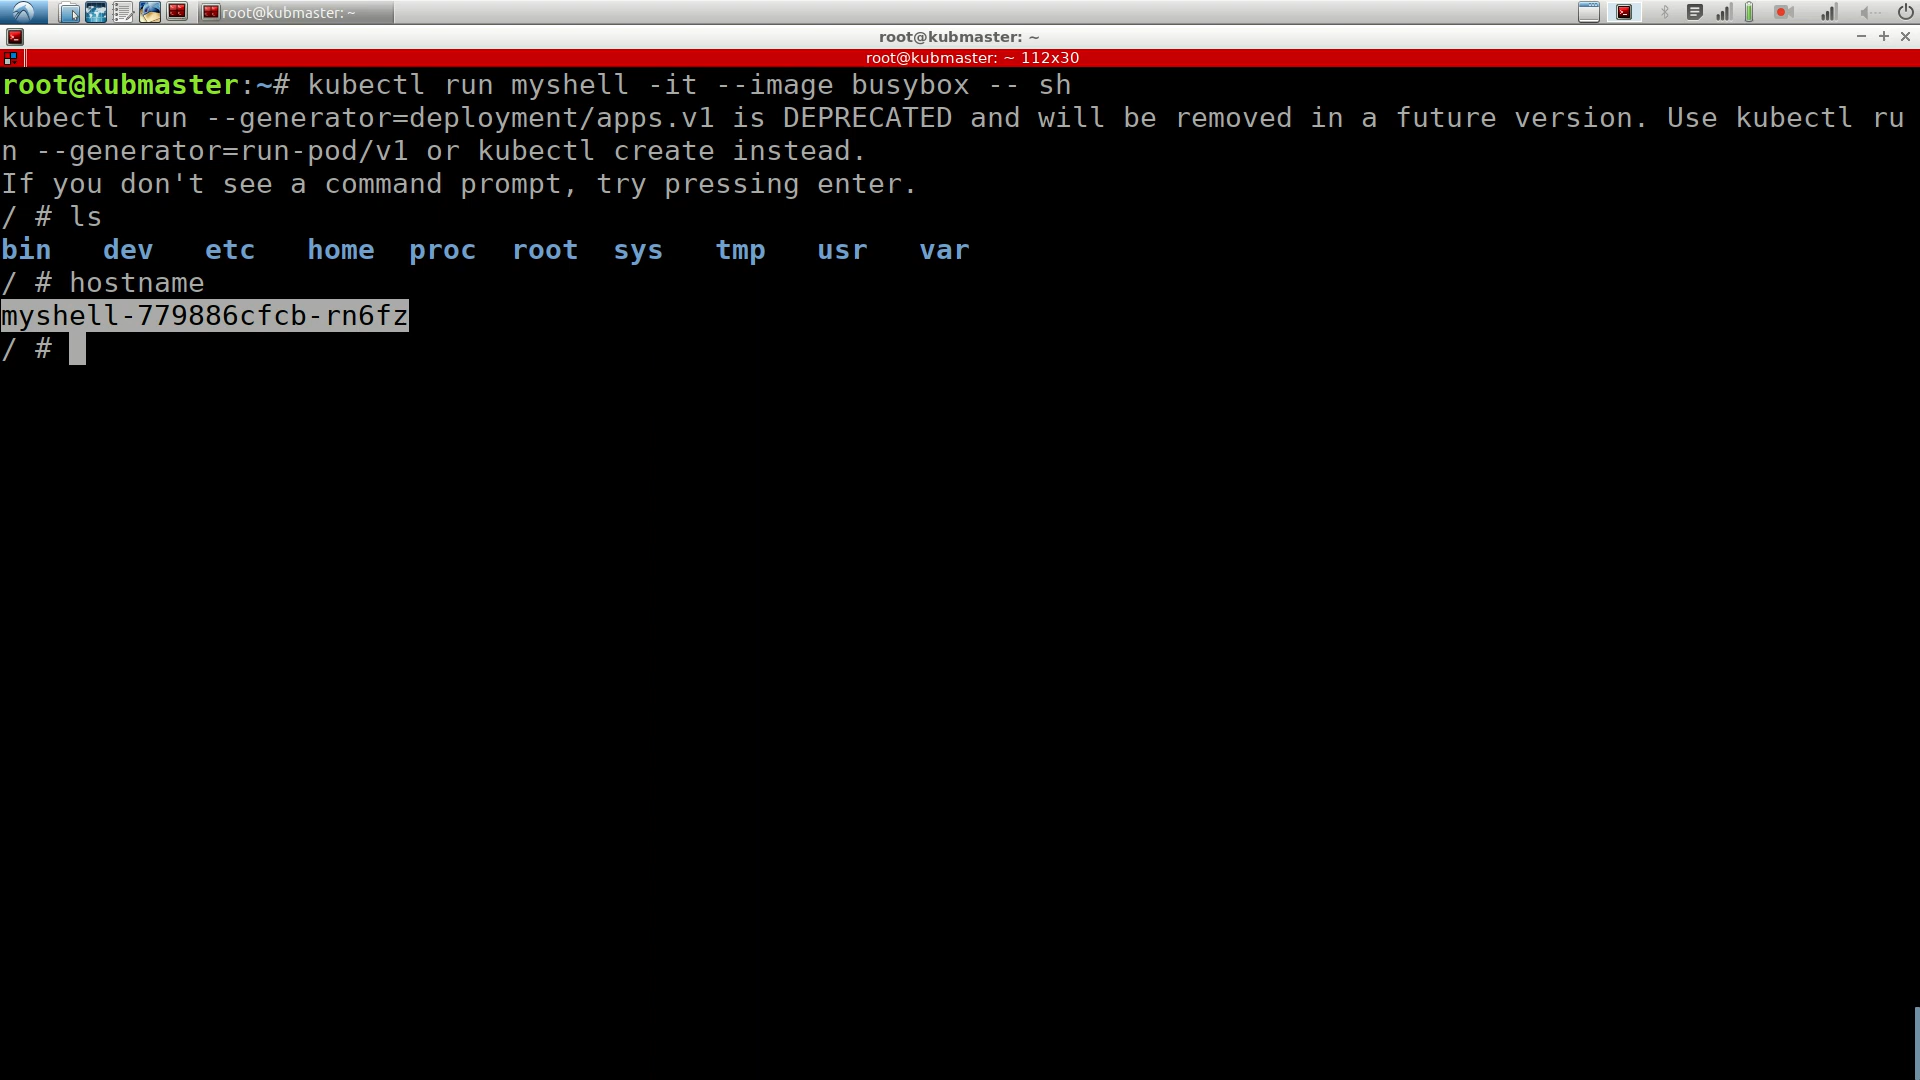 root@kubmaster: ~
root@kubmaster: ~
root@kubmaster: ~ 112x30
root@kubmaster:~# kubectl run myshell -it --image busybox -- sh
kubectl run --generator=deployment/apps.v1 is DEPRECATED and will be removed in a future version. Use kubectl ru
n --generator=run-pod/v1 or kubectl create instead.
If you don't see a command prompt, try pressing enter.
/ # ls
bin dev etc home proc root sys tmp usr var
/ # hostname
myshell-779886cfcb-rn6fz
/ #